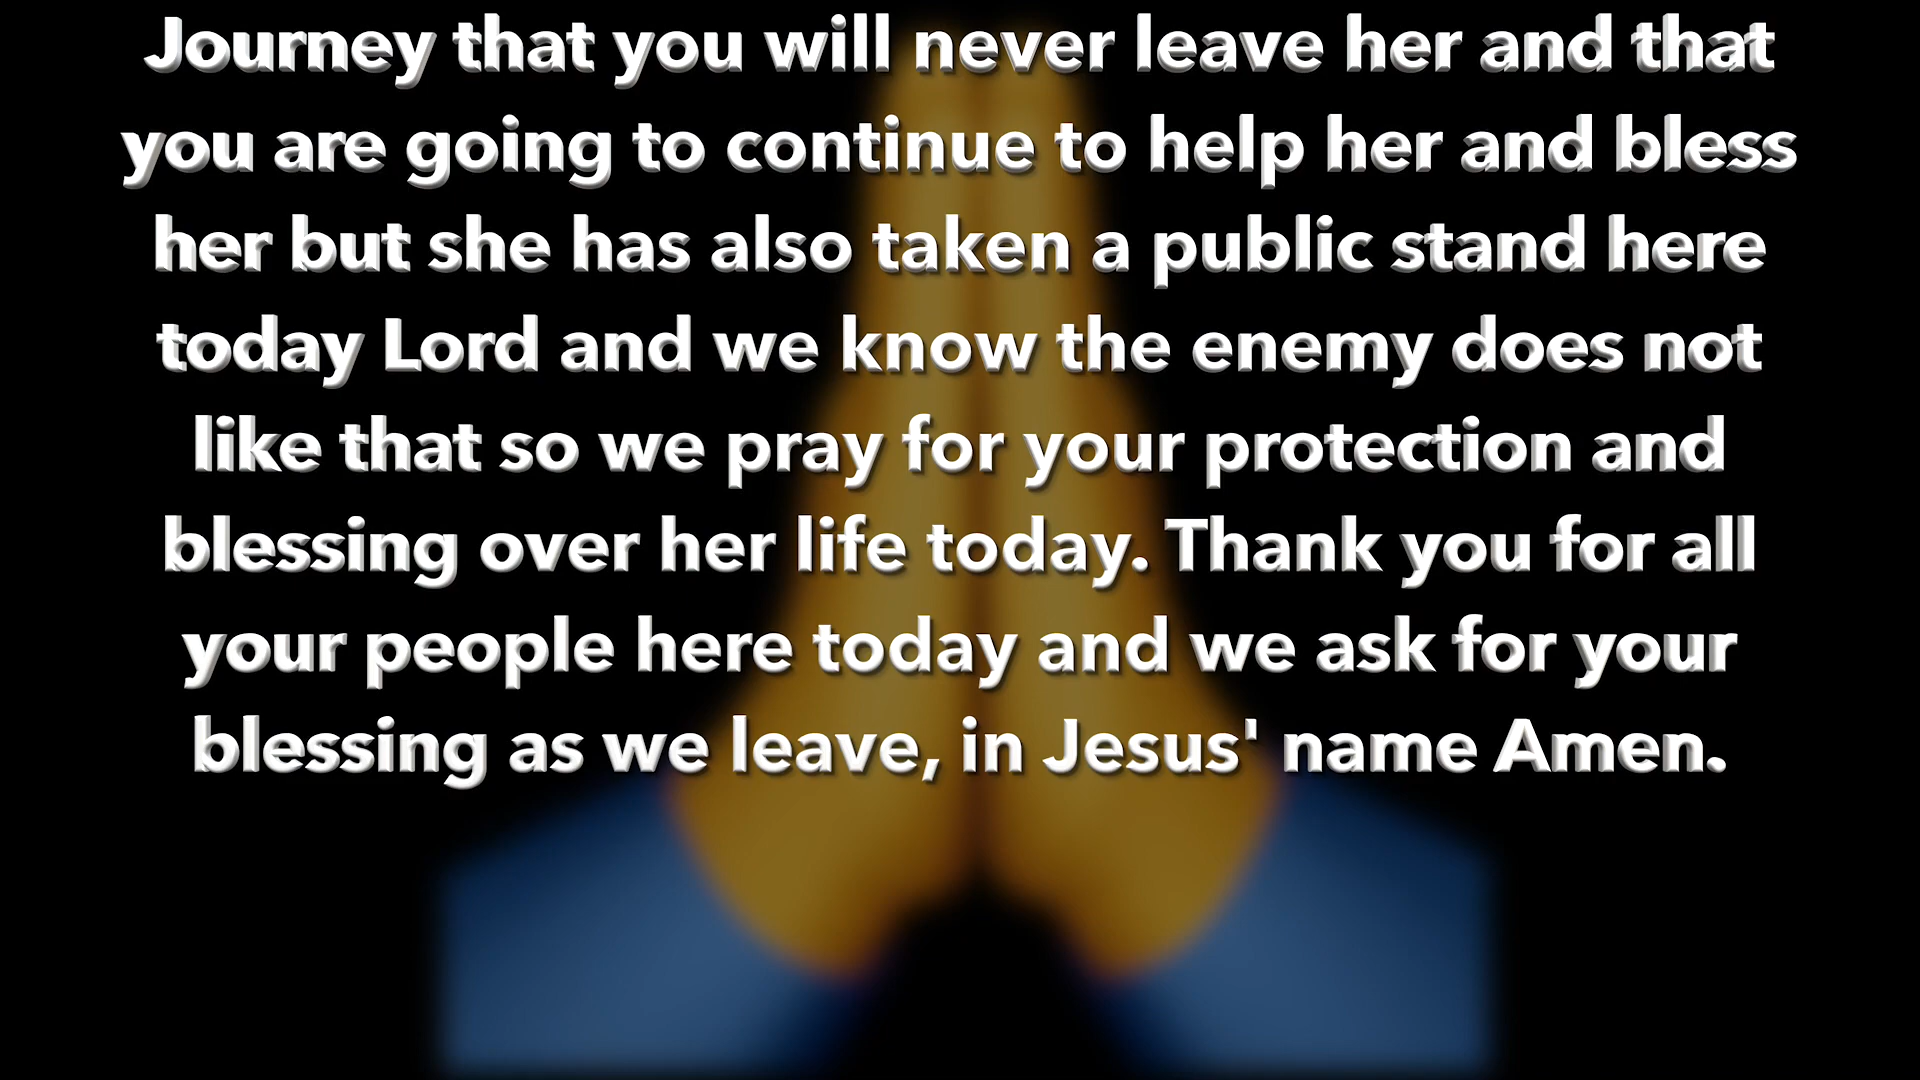 Journey that you will never leave her and that
you are going to continue to help her and bless
her but she has also taken a public stand here
today Lord and we know the enemy does not
like that so we pray for your protection and
blessing over her life today. Thank you for all
your people here today and we ask for your
blessing as we leave, in Jesus' name Amen.